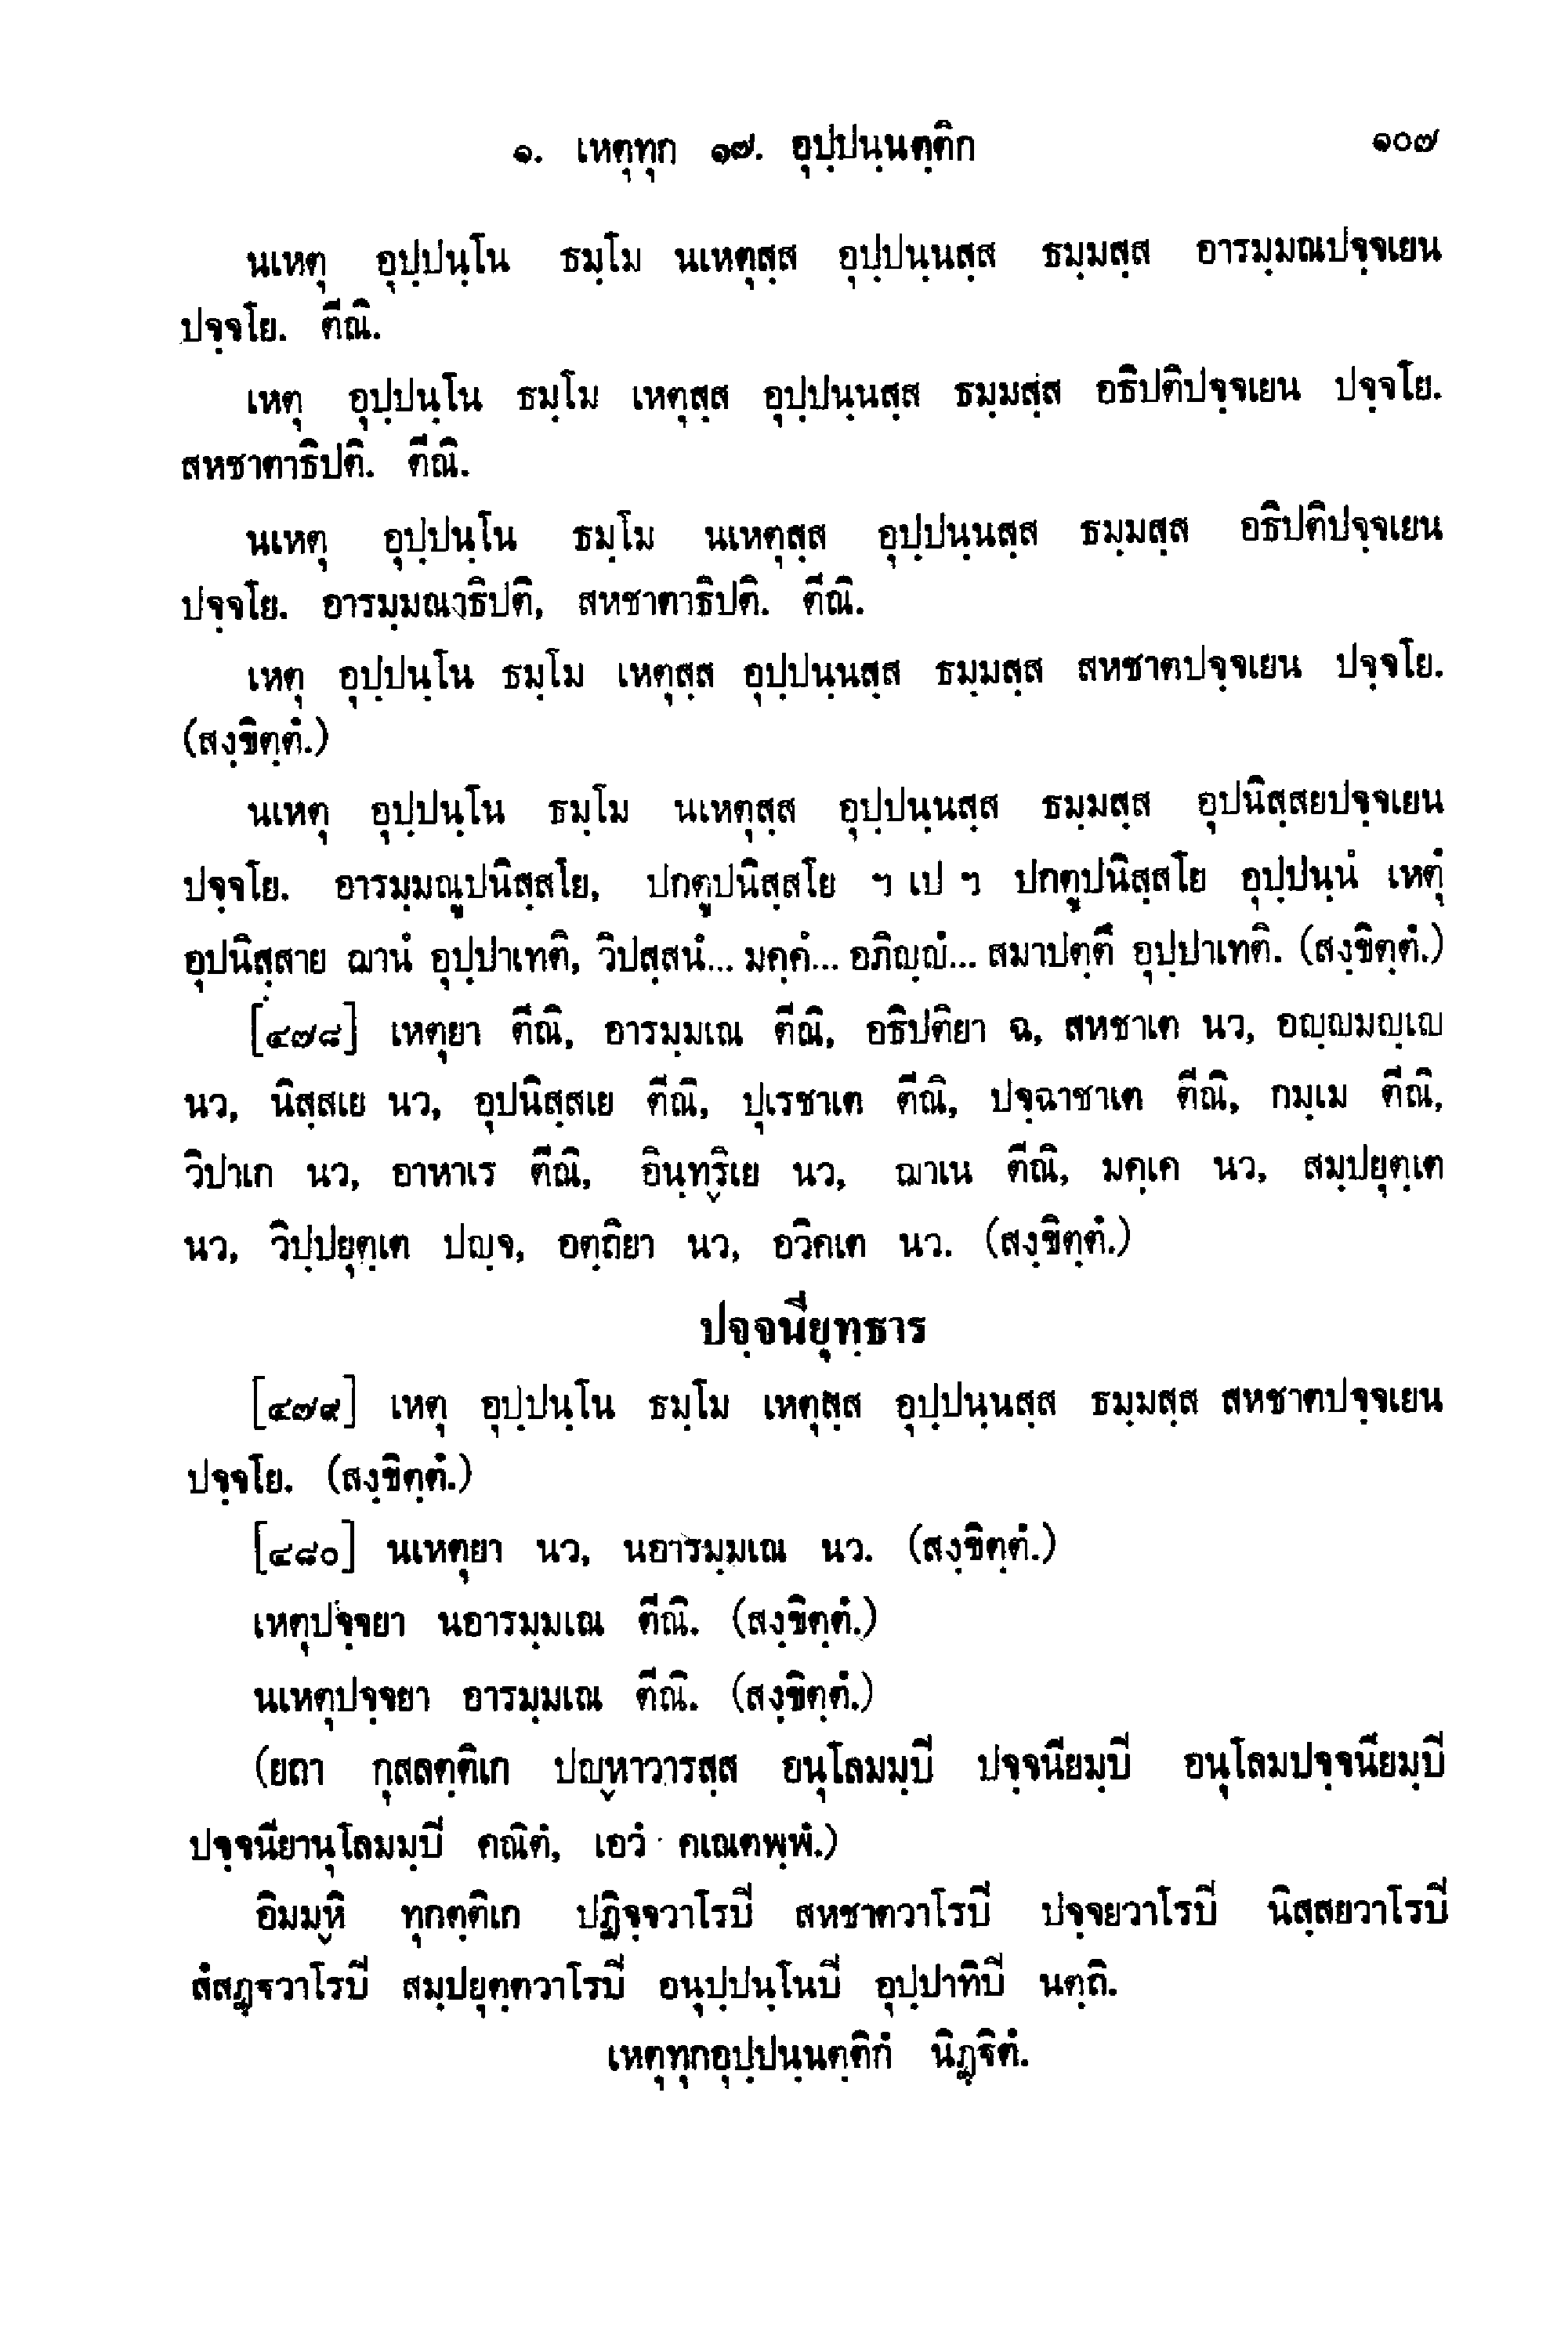 ๑. เหตุทุก ๑๗. อุปฺปนฺนตฺติก ๑๐๗
นเหตุ อุปฺปนฺโน ธมฺโม นเหตุสฺส อุปฺปนฺนสฺส ธมฺมสฺส อารมฺมณปจฺจเยน
ปจฺจโย. ตีณิ.
เหตุ อุปฺปนฺโน ธมฺโม เหตุสฺส อุปฺปนฺนสฺส ธมฺมสฺส อธิปติปจฺจเยน ปจฺจโย.
สหชาตาธิปติ. ตีณิ.
นเหตุ อุปฺปนฺโน ธมฺโม นเหตุสฺส อุปฺปนฺนสฺส ธมฺมสฺส อธิปติปจฺจเยน
ปจฺจโย. อารมฺมณาธิปติ, สหชาตาธิปติ. ตีณิ.
เหตุ อุปฺปนฺโน ธมฺโม เหตุสฺส อุปฺปนฺนสฺส ธมฺมสฺส สหชาตปจฺจเยน ปจฺจโย.
(สงฺขิตฺตํ.)
นเหตุ อุปฺปนฺโน ธมฺโม นเหตุสฺส อุปฺปนฺนสฺส ธมฺมสฺส อุปนิสฺสยปจฺจเยน
ปจฺจโย. อารมฺมณูปนิสฺสโย, ปกตูปนิสฺสโย ฯ เป ฯ ปกตูปนิสฺสโย อุปฺปนฺนํ เหตุํ
อุปนิสฺสาย ฌานํ อุปฺปาเทติ, วิปสฺสนํ... มคฺคํ... อภิญฺญํ... สมาปตฺตึ อุปฺปาเทติ. (สงฺขิตฺตํ.)
[๔๗๘] เหตุยา ตีณิ, อารมฺมเณ ตีณิ, อธิปติยา ฉ, สหชาเต นว, อญฺญมญฺเญ
นว, นิสฺสเย นว, อุปนิสฺสเย ตีณิ, ปุเรชาเต ตีณิ, ปจฺฉาชาเต ตีณิ, กมฺเม ตีณิ,
วิปาเก นว, อาหาเร ตีณิ, อินฺทฺริเย นว, ฌาเน ตีณิ, มคฺเค นว, สมฺปยุตฺเต
นว, วิปฺปยุตฺเต ปญฺจ, อตฺถิยา นว, อวิคเต นว. (สงฺขิตฺตํ.)
ปจฺจนียุทฺธาร
[๔๗๙] เหตุ อุปฺปนฺโน ธมฺโม เหตุสฺส อุปฺปนฺนสฺส ธมฺมสฺส สหชาตปจฺจเยน
ปจฺจโย. (สงฺขิตฺตํ.)
[๔๘๐] นเหตุยา นว, นอารมฺมเณ นว. (สงฺขิตฺตํ.)
เหตุปจฺจยา นอารมฺมเณ ตีณิ. (สงฺขิตฺตํ.)
นเหตุปจฺจยา อารมฺมเณ ตีณิ. (สงฺขิตฺตํ.)
(ยถา กุสลตฺติเก ปญฺหาวารสฺส อนุโลมมฺปี ปจฺจนียมฺปี อนุโลมปจฺจนียมฺปี
ปจฺจนียานุโลมมฺปี คณิตํ, เอวํ คเณตพฺพํ.)
อิมมฺหิ ทุกตฺติเก ปฏิจฺจวาโรปี สหชาตวาโรปี ปจฺจยวาโรปี นิสฺสยวาโรปี
สํสฏฺฐวาโรปี สมฺปยุตฺตวาโรปี อนุปฺปนฺโนปี อุปฺปาทิปี นตฺถิ.
เหตุทุกอุปฺปนฺนตฺติกํ นิฏฺฐิตํ.